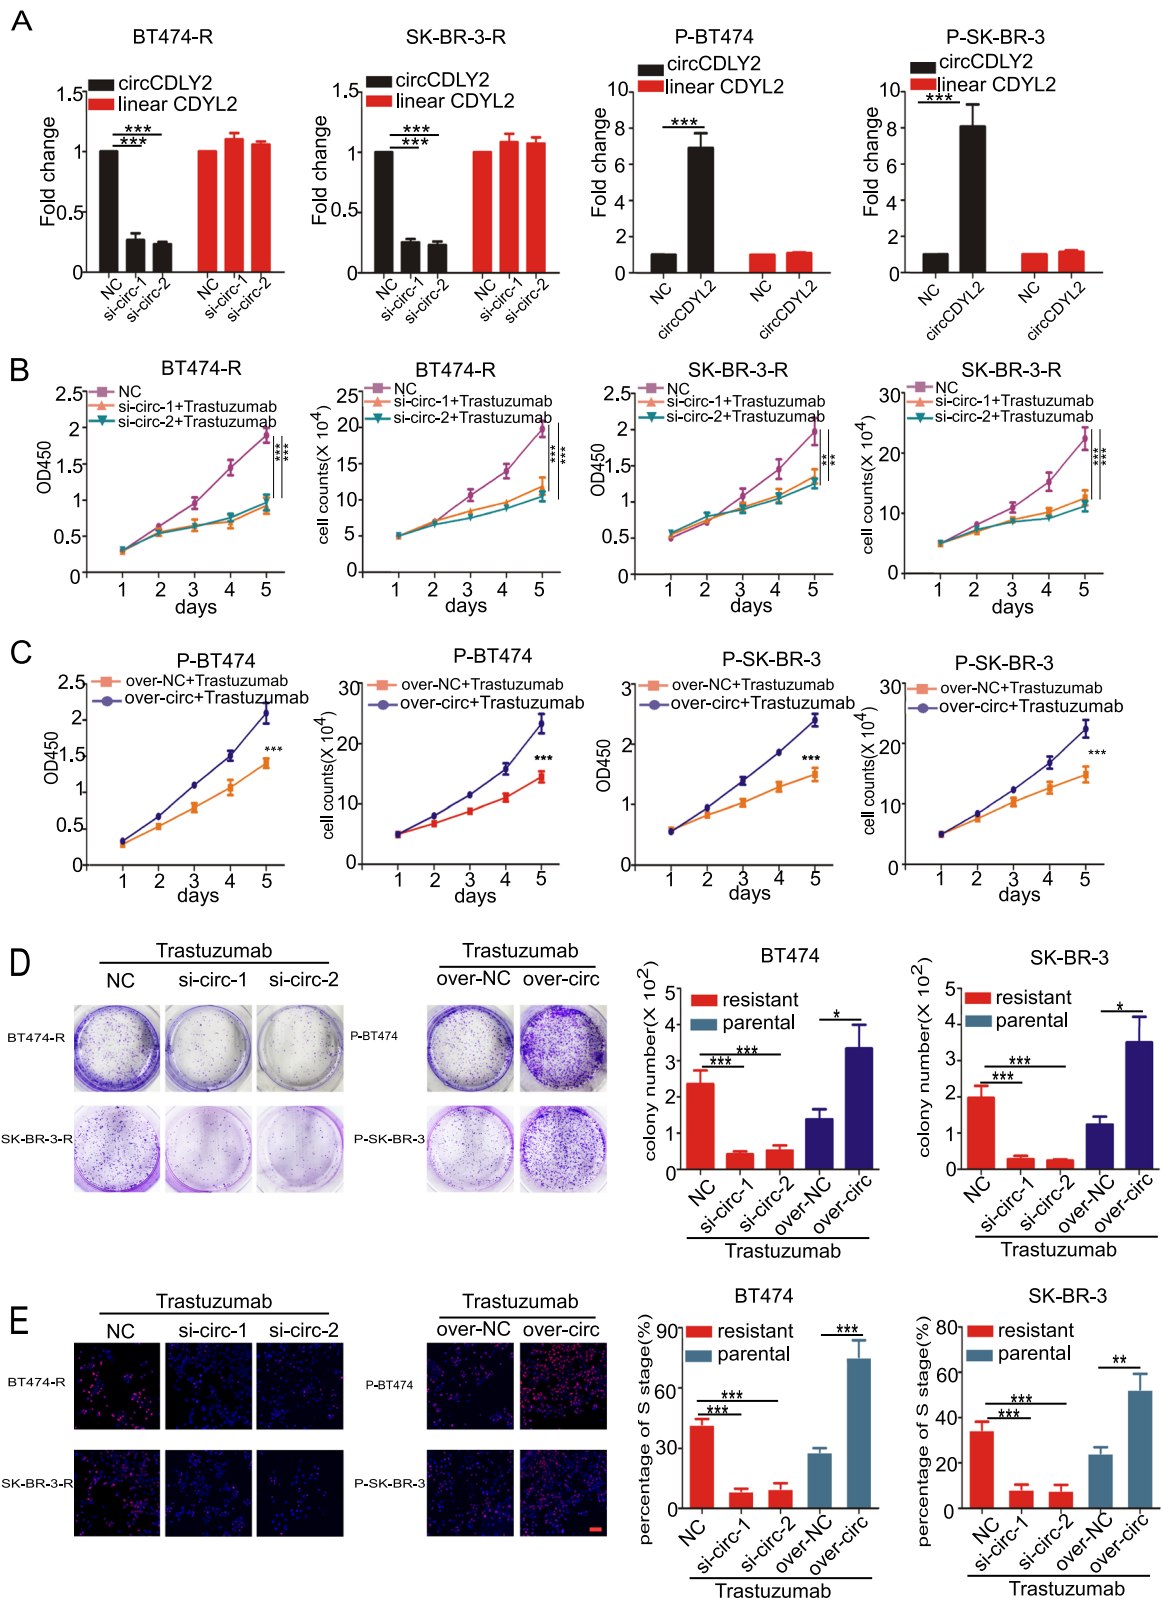 A
BT474-R
circCDLY2
linear CDYL2
Fold change
1.5
1
0.5
0
***
***
NC
si-circ-1
si-circ-2
NC
si-circ-1
si-circ-2
SK-BR-3-R
circCDLY2
linear CDYL2
Fold change
1.5
1
0.5
0
***
***
NC
si-circ-1
si-circ-2
NC
si-circ-1
si-circ-2
P-BT474
circCDLY2
linear CDYL2
Fold change
10
8
6
4
2
0
***
NC
circCDYL2
NC
circCDYL2
P-SK-BR-3
circCDLY2
linear CDYL2
Fold change
10
8
6
4
2
0
***
NC
circCDYL2
NC
circCDYL2
B
BT474-R
NC
si-circ-1+Trastuzumab
si-circ-2+Trastuzumab
OD450
2.5
2
1.5
1
0.5
0
***
***
1 2 3 4 5
days
BT474-R
NC
si-circ-1+Trastuzumab
si-circ-2+Trastuzumab
cell counts(X 10^4)
25
20
15
10
5
0
***
***
1 2 3 4 5
days
SK-BR-3-R
NC
si-circ-1+Trastuzumab
si-circ-2+Trastuzumab
OD450
2.5
2
1.5
1
0.5
0
**
**
1 2 3 4 5
days
SK-BR-3-R
NC
si-circ-1+Trastuzumab
si-circ-2+Trastuzumab
cell counts(X 10^4)
30
20
10
0
***
***
1 2 3 4 5
days
C
P-BT474
over-NC+Trastuzumab
over-circ+Trastuzumab
OD450
2.5
2
1.5
1
0.5
0
***
1 2 3 4 5
days
P-BT474
over-NC+Trastuzumab
over-circ+Trastuzumab
cell counts(X 10^4)
30
20
10
0
***
1 2 3 4 5
days
P-SK-BR-3
over-NC+Trastuzumab
over-circ+Trastuzumab
OD450
3
2
1
0
***
1 2 3 4 5
days
P-SK-BR-3
over-NC+Trastuzumab
over-circ+Trastuzumab
cell counts(X 10^4)
30
20
10
0
***
1 2 3 4 5
days
D
Trastuzumab
NC si-circ-1 si-circ-2
BT474-R
SK-BR-3-R
Trastuzumab
over-NC over-circ
P-BT474
P-SK-BR-3
BT474
resistant
parental
colony number(X 10^2)
5
4
3
2
1
0
***
***
*
NC
si-circ-1
si-circ-2
over-NC
over-circ
Trastuzumab
SK-BR-3
resistant
parental
colony number(X 10^2)
5
4
3
2
1
0
***
***
*
NC
si-circ-1
si-circ-2
over-NC
over-circ
Trastuzumab
E
Trastuzumab
NC si-circ-1 si-circ-2
BT474-R
SK-BR-3-R
Trastuzumab
over-NC over-circ
P-BT474
P-SK-BR-3
BT474
resistant
parental
percentage of S stage(%)
90
60
30
0
***
***
***
NC
si-circ-1
si-circ-2
over-NC
over-circ
Trastuzumab
SK-BR-3
resistant
parental
percentage of S stage(%)
80
60
40
20
0
***
***
**
NC
si-circ-1
si-circ-2
over-NC
over-circ
Trastuzumab